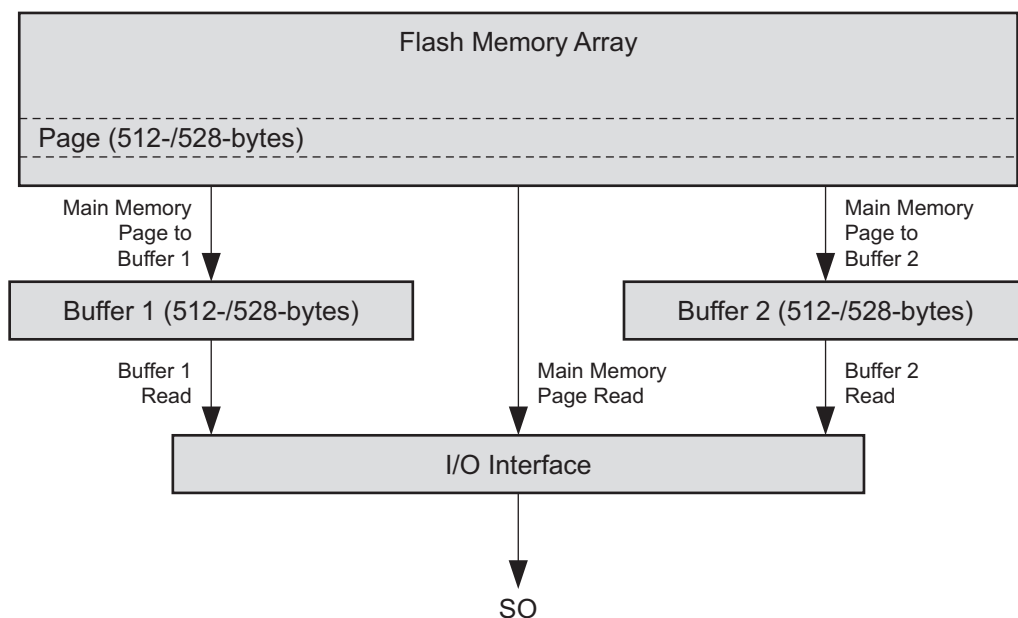 Flash Memory Array
Page (512-/528-bytes)
Main Memory
Page to
Buffer 1
Main Memory
Page to
Buffer 2
Buffer 1 (512-/528-bytes)
Buffer 2 (512-/528-bytes)
Buffer 1
Read
Main Memory
Page Read
Buffer 2
Read
I/O Interface
SO